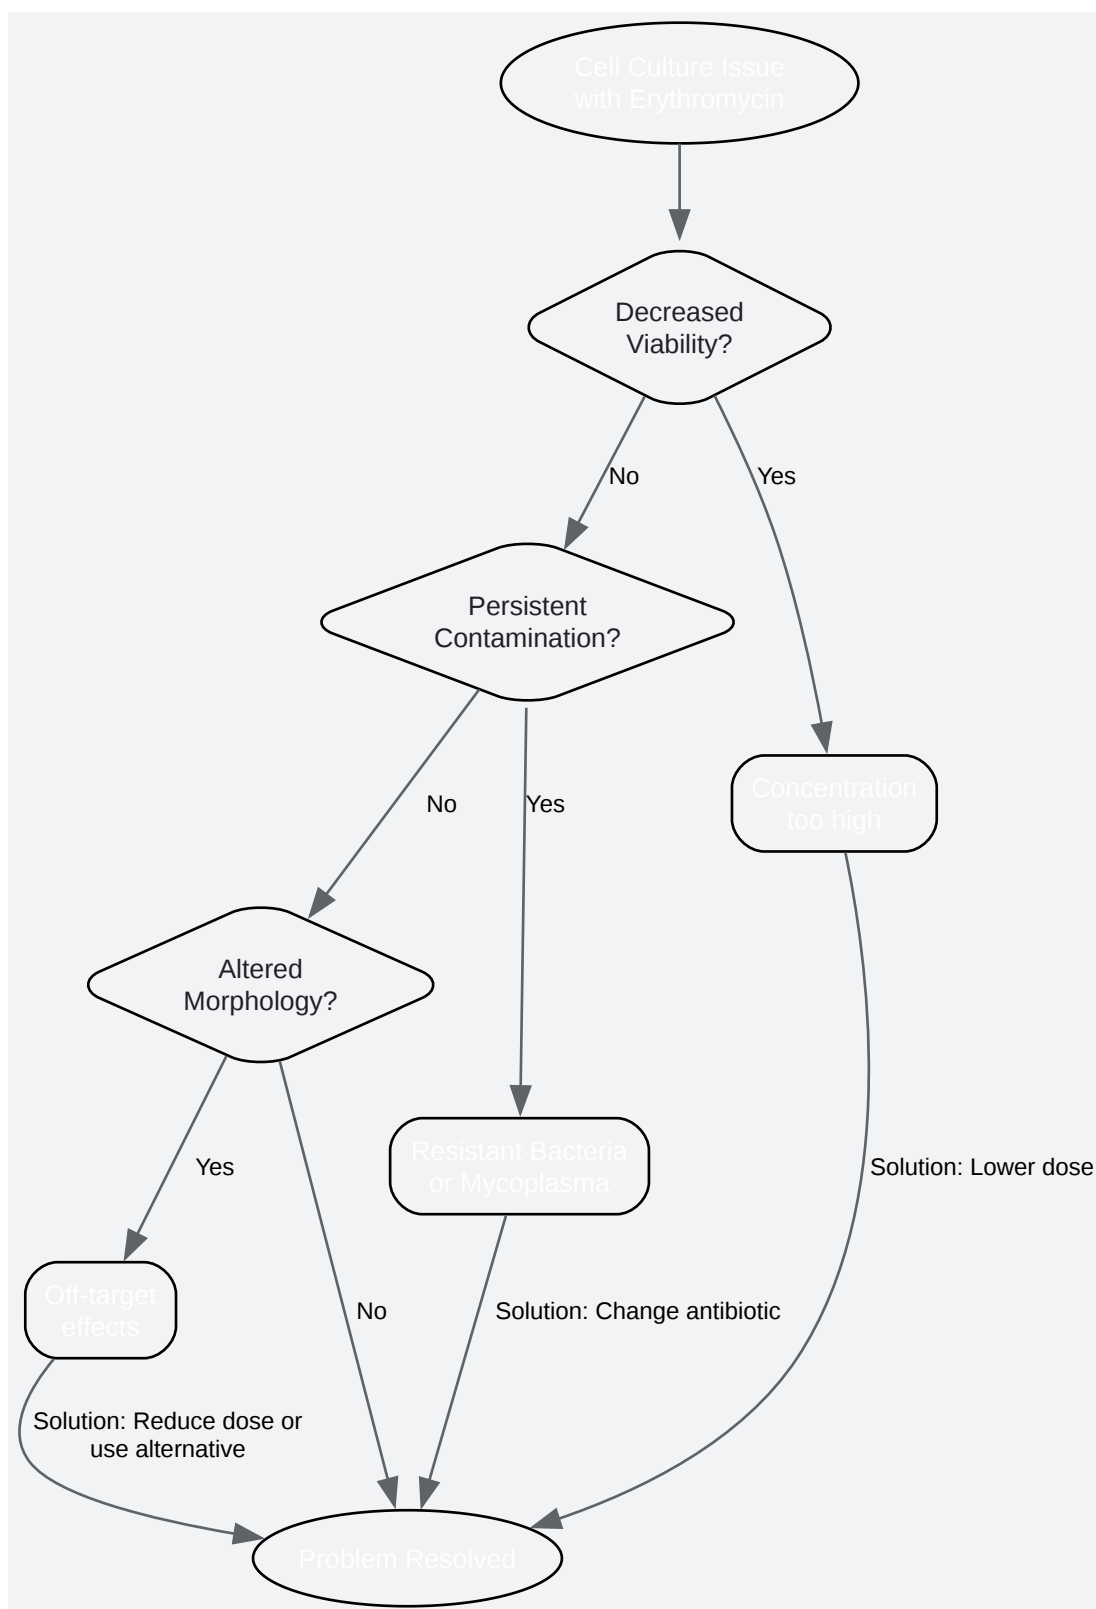 Cell Culture Issue
with Erythromycin
Decreased
Viability?
No
Yes
Persistent
Contamination?
No
Yes
Concentration
too high
Altered
Morphology?
Yes
Resistant Bacteria
or Mycoplasma
Solution: Lower dose
Off-target
effects
No
Solution: Change antibiotic
Solution: Reduce dose or
use alternative
Problem Resolved